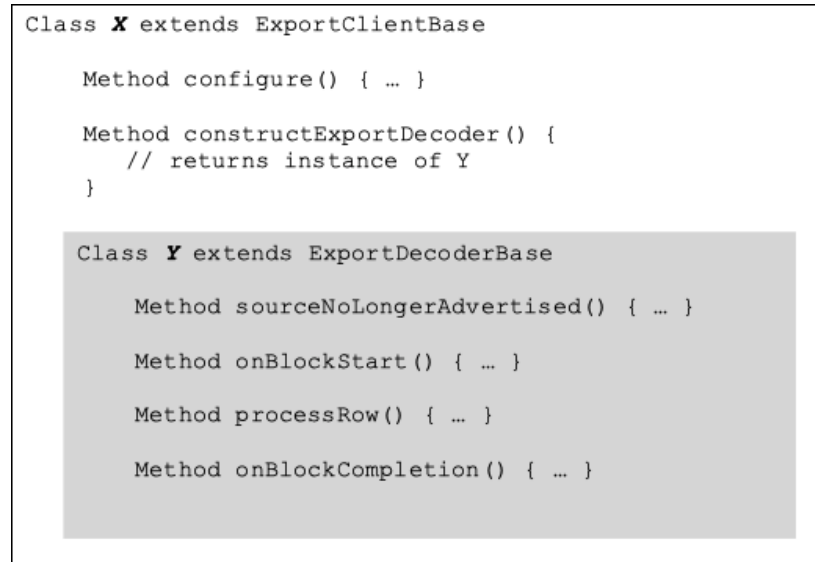 Class X extends ExportClientBase
Method configure() { … }
Method constructExportDecoder() {
// returns instance of Y
}
Class Y extends ExportDecoderBase
Method sourceNoLongerAdvertised() { … }
Method onBlockStart() { … }
Method processRow() { … }
Method onBlockCompletion() { … }